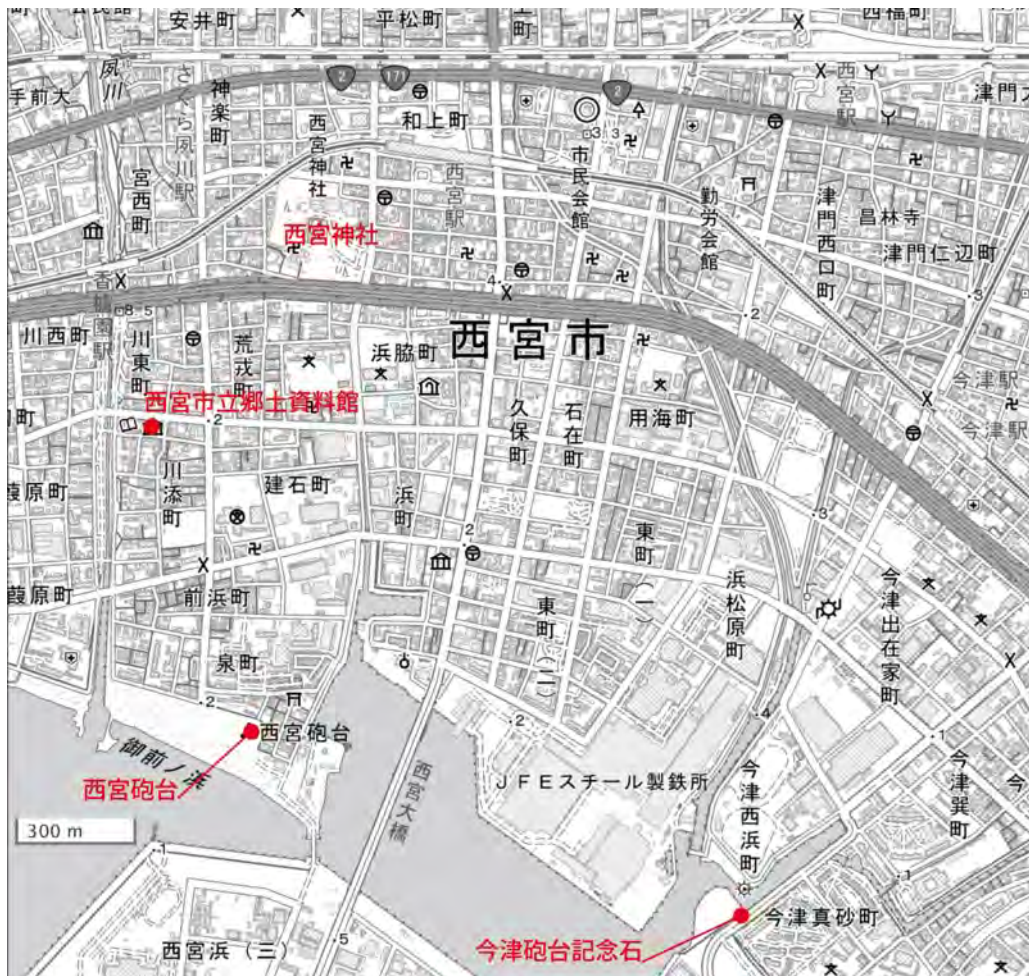 安井町
平松町
西福町
夙川
さくら夙川駅
手前大
神楽町
2
171
2
和上町
西宮駅
津門大
西宮神社
宮西町
西宮駅
市民会館
勤労会館
津門西口町
昌林寺
津門仁辺町
西宮神社
香櫨園駅
川西町
川東町
荒戎町
浜脇町
西宮市
久保町
石在町
用海町
今津駅
今津駅
西宮市立郷土資料館
川添町
建石町
浜町
葭原町
葭原町
前浜町
東町(一)
東町(二)
浜松原町
今津出在家町
泉町
西宮砲台
御前ノ浜
西宮砲台
西宮大橋
JFEスチール製鉄所
今津西浜町
今津巽町
300 m
今津真砂町
今津砲台記念石
西宮浜(三)